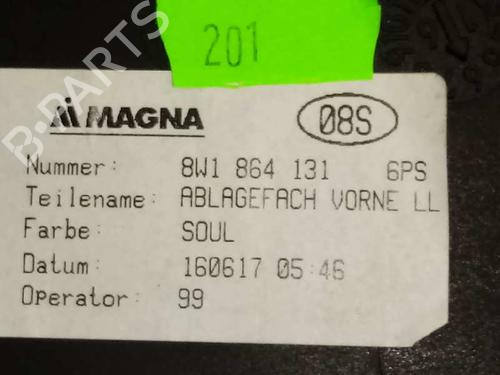 201
MAGNA 08S
Nummer: 8W1 864 131 6PS
Teilename: ABLAGEFACH VORNE LL
Farbe: SOUL
Datum: 160617 05:46
Operator: 99
B-PARTS